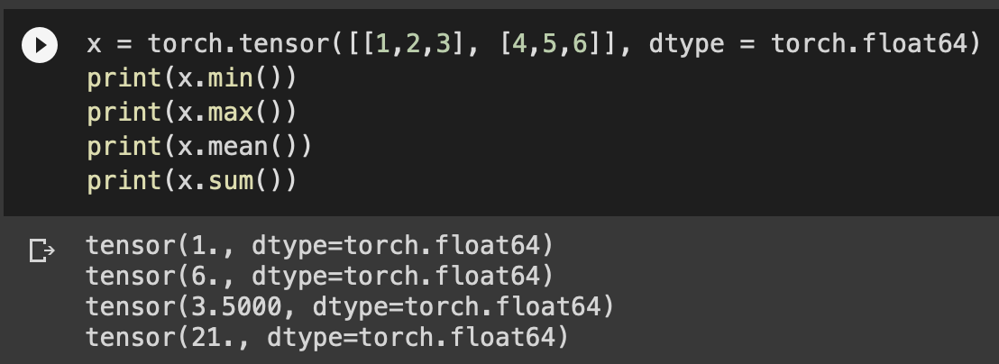 x = torch.tensor([[1,2,3], [4,5,6]], dtype = torch.float64)
print(x.min())
print(x.max())
print(x.mean())
print(x.sum())
tensor(1., dtype=torch.float64)
tensor(6., dtype=torch.float64)
tensor(3.5000, dtype=torch.float64)
tensor(21., dtype=torch.float64)